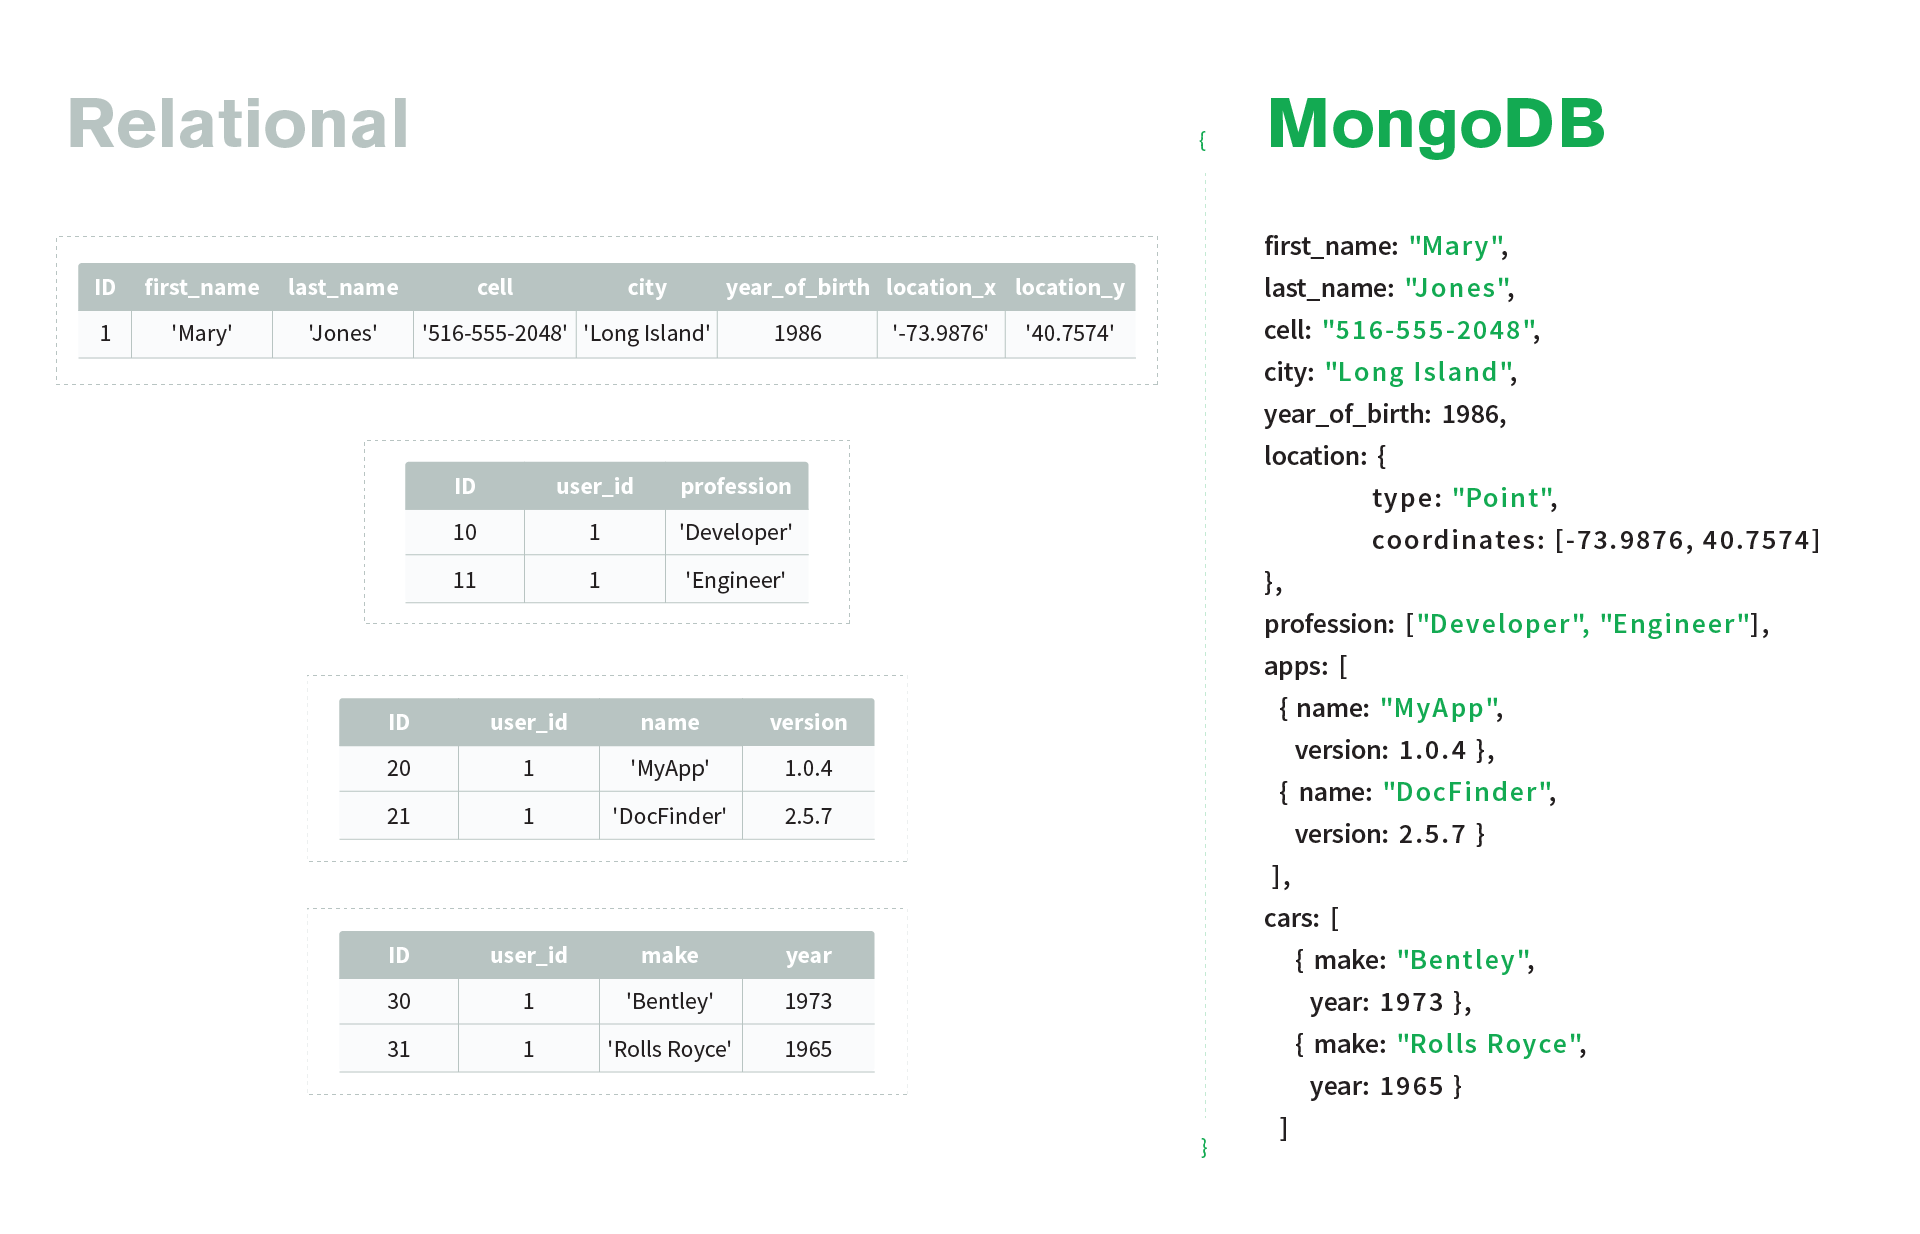 Relational
ID first_name last_name cell city year_of_birth location_x location_y
1 'Mary' 'Jones' '516-555-2048' 'Long Island' 1986 '-73.9876' '40.7574'
ID user_id profession
10 1 'Developer'
11 1 'Engineer'
ID user_id name version
20 1 'MyApp' 1.0.4
21 1 'DocFinder' 2.5.7
ID user_id make year
30 1 'Bentley' 1973
31 1 'Rolls Royce' 1965
MongoDB
{
first_name: "Mary",
last_name: "Jones",
cell: "516-555-2048",
city: "Long Island",
year_of_birth: 1986,
location: {
type: "Point",
coordinates: [-73.9876, 40.7574]
},
profession: ["Developer", "Engineer"],
apps: [
{ name: "MyApp",
version: 1.0.4 },
{ name: "DocFinder",
version: 2.5.7 }
],
cars: [
{ make: "Bentley",
year: 1973 },
{ make: "Rolls Royce",
year: 1965 }
]
}